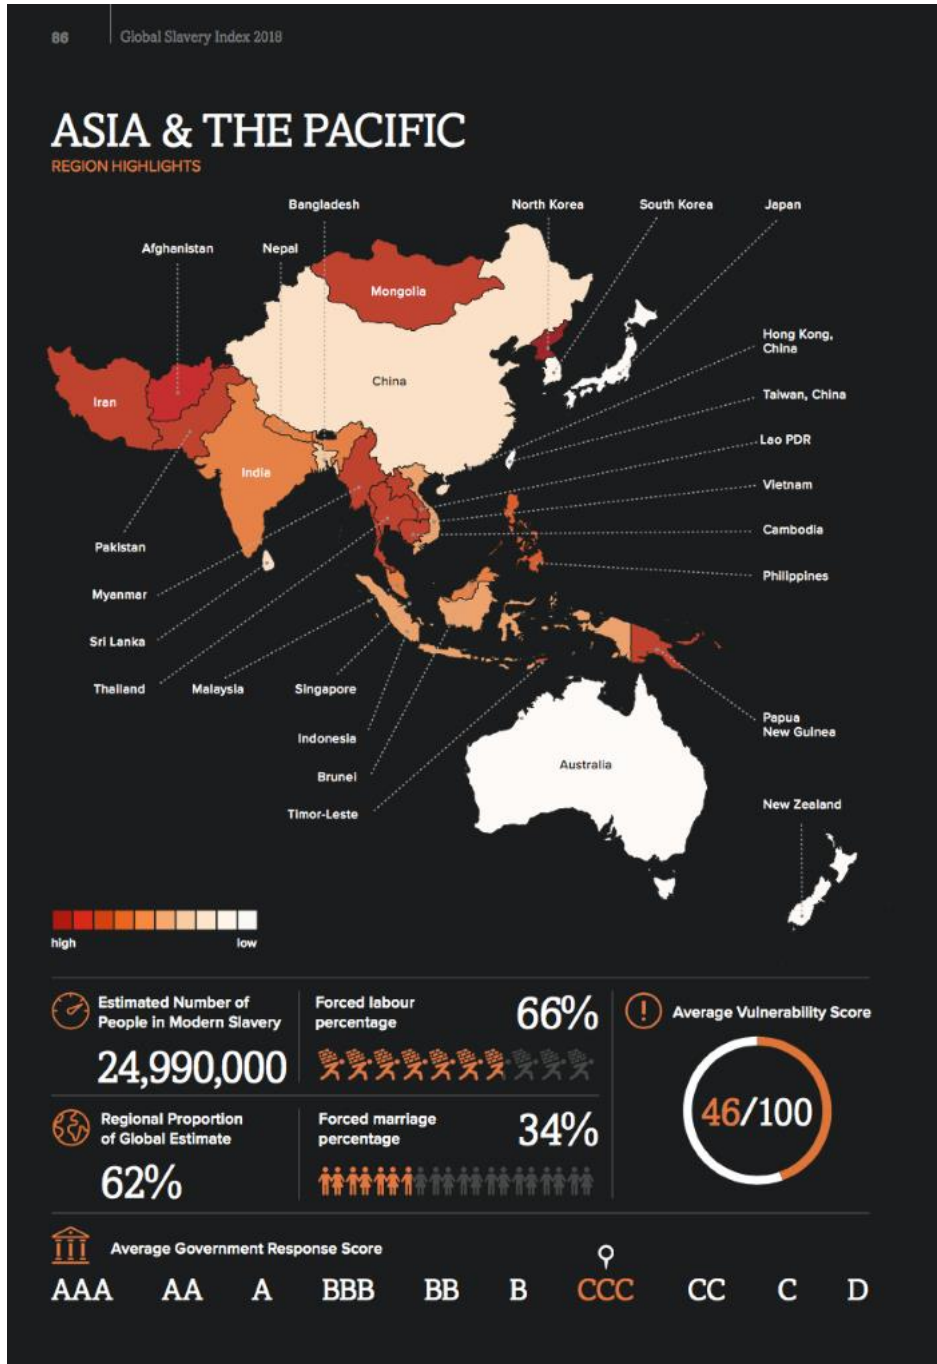 86
Global Slavery Index 2018
ASIA & THE PACIFIC
REGION HIGHLIGHTS
Bangladesh
North Korea
South Korea
Japan
Afghanistan
Nepal
Mongolia
Hong Kong,
China
China
Iran
Taiwan, China
Lao PDR
India
Vietnam
Cambodia
Pakistan
Philippines
Myanmar
Sri Lanka
Thailand
Malaysia
Singapore
Papua
New Guinea
Indonesia
Australia
Brunei
New Zealand
Timor-Leste
high
low
Estimated Number of
People in Modern Slavery
24,990,000
Forced labour
percentage
66%
Average Vulnerability Score
46/100
Regional Proportion
of Global Estimate
62%
Forced marriage
percentage
34%
Average Government Response Score
AAA AA A BBB BB B CCC CC C D